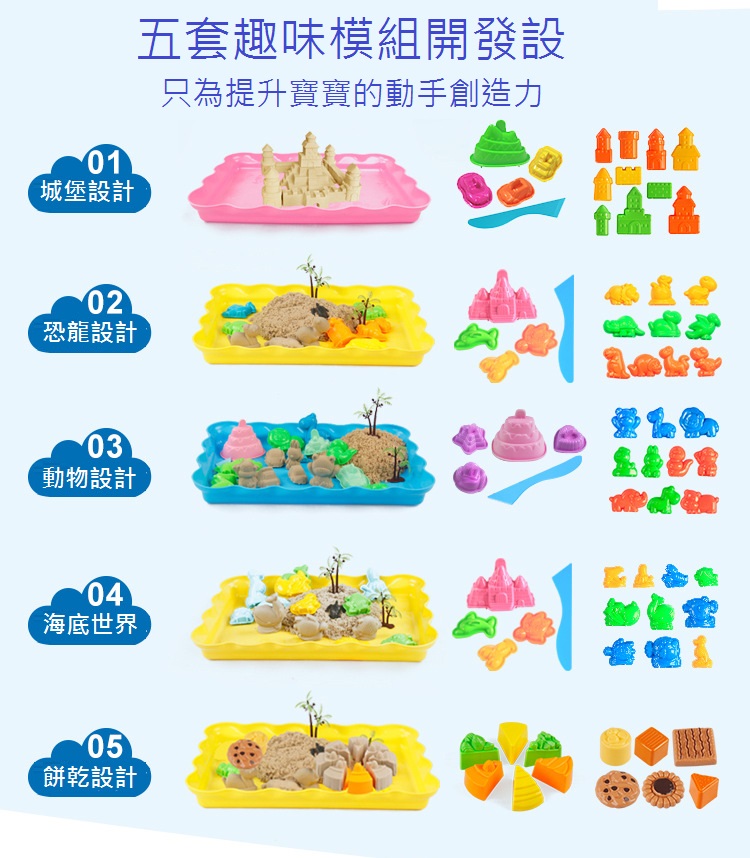 五套趣味模組開發設
只為提升寶寶的動手創造力
01
城堡設計
02
恐龍設計
03
動物設計
04
海底世界
05
餅乾設計